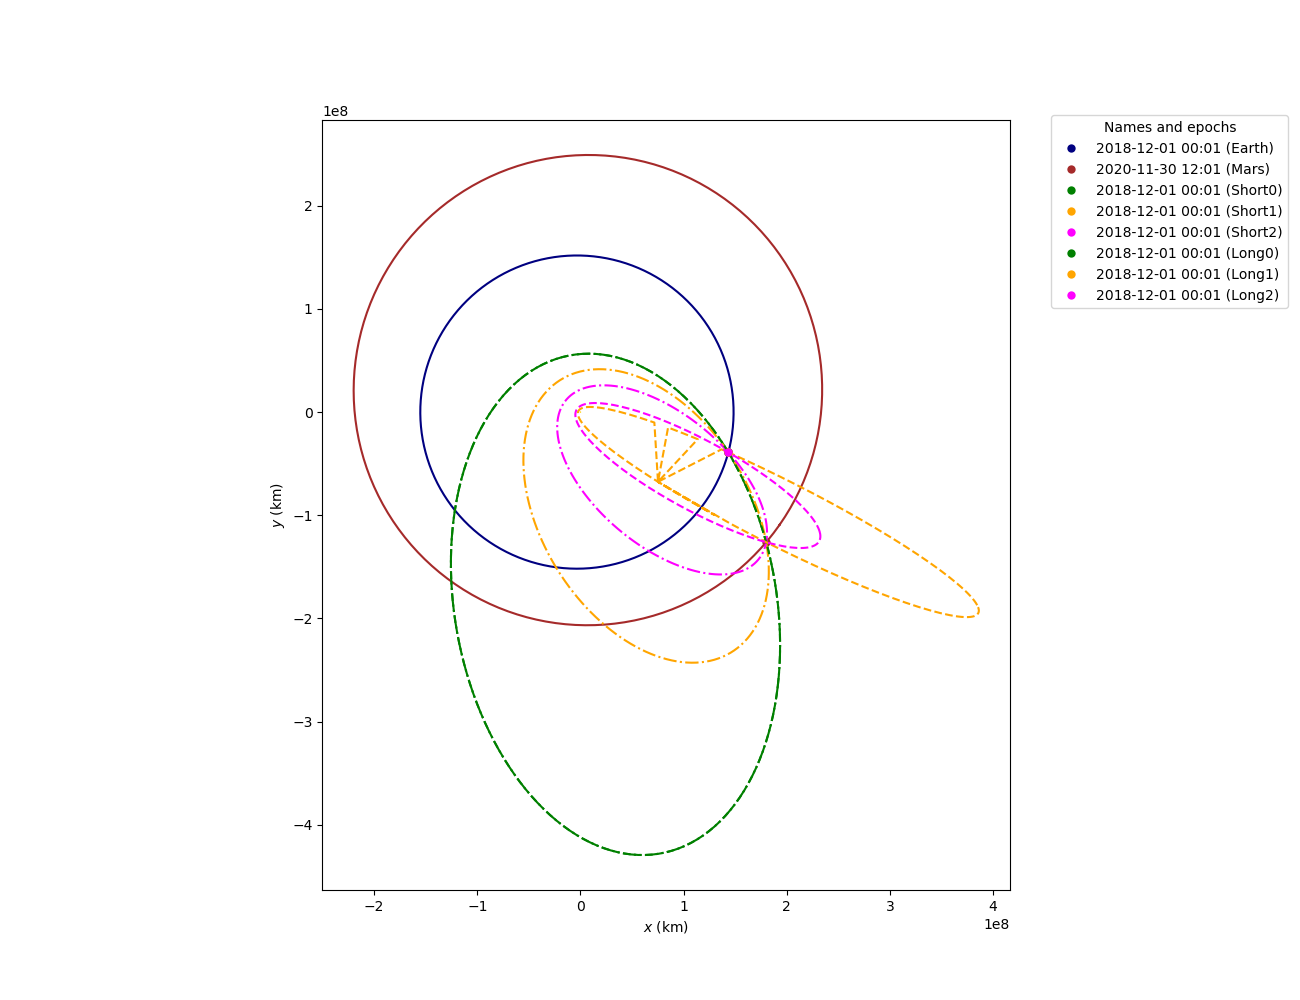 1e8
Names and epochs
2018-12-01 00:01 (Earth)
2020-11-30 12:01 (Mars)
2018-12-01 00:01 (Short0)
2018-12-01 00:01 (Short1)
2018-12-01 00:01 (Short2)
2018-12-01 00:01 (Long0)
2018-12-01 00:01 (Long1)
2018-12-01 00:01 (Long2)
2
1
0
−1
−2
−3
−4
y (km)
−2 −1 0 1 2 3 4
1e8
x (km)